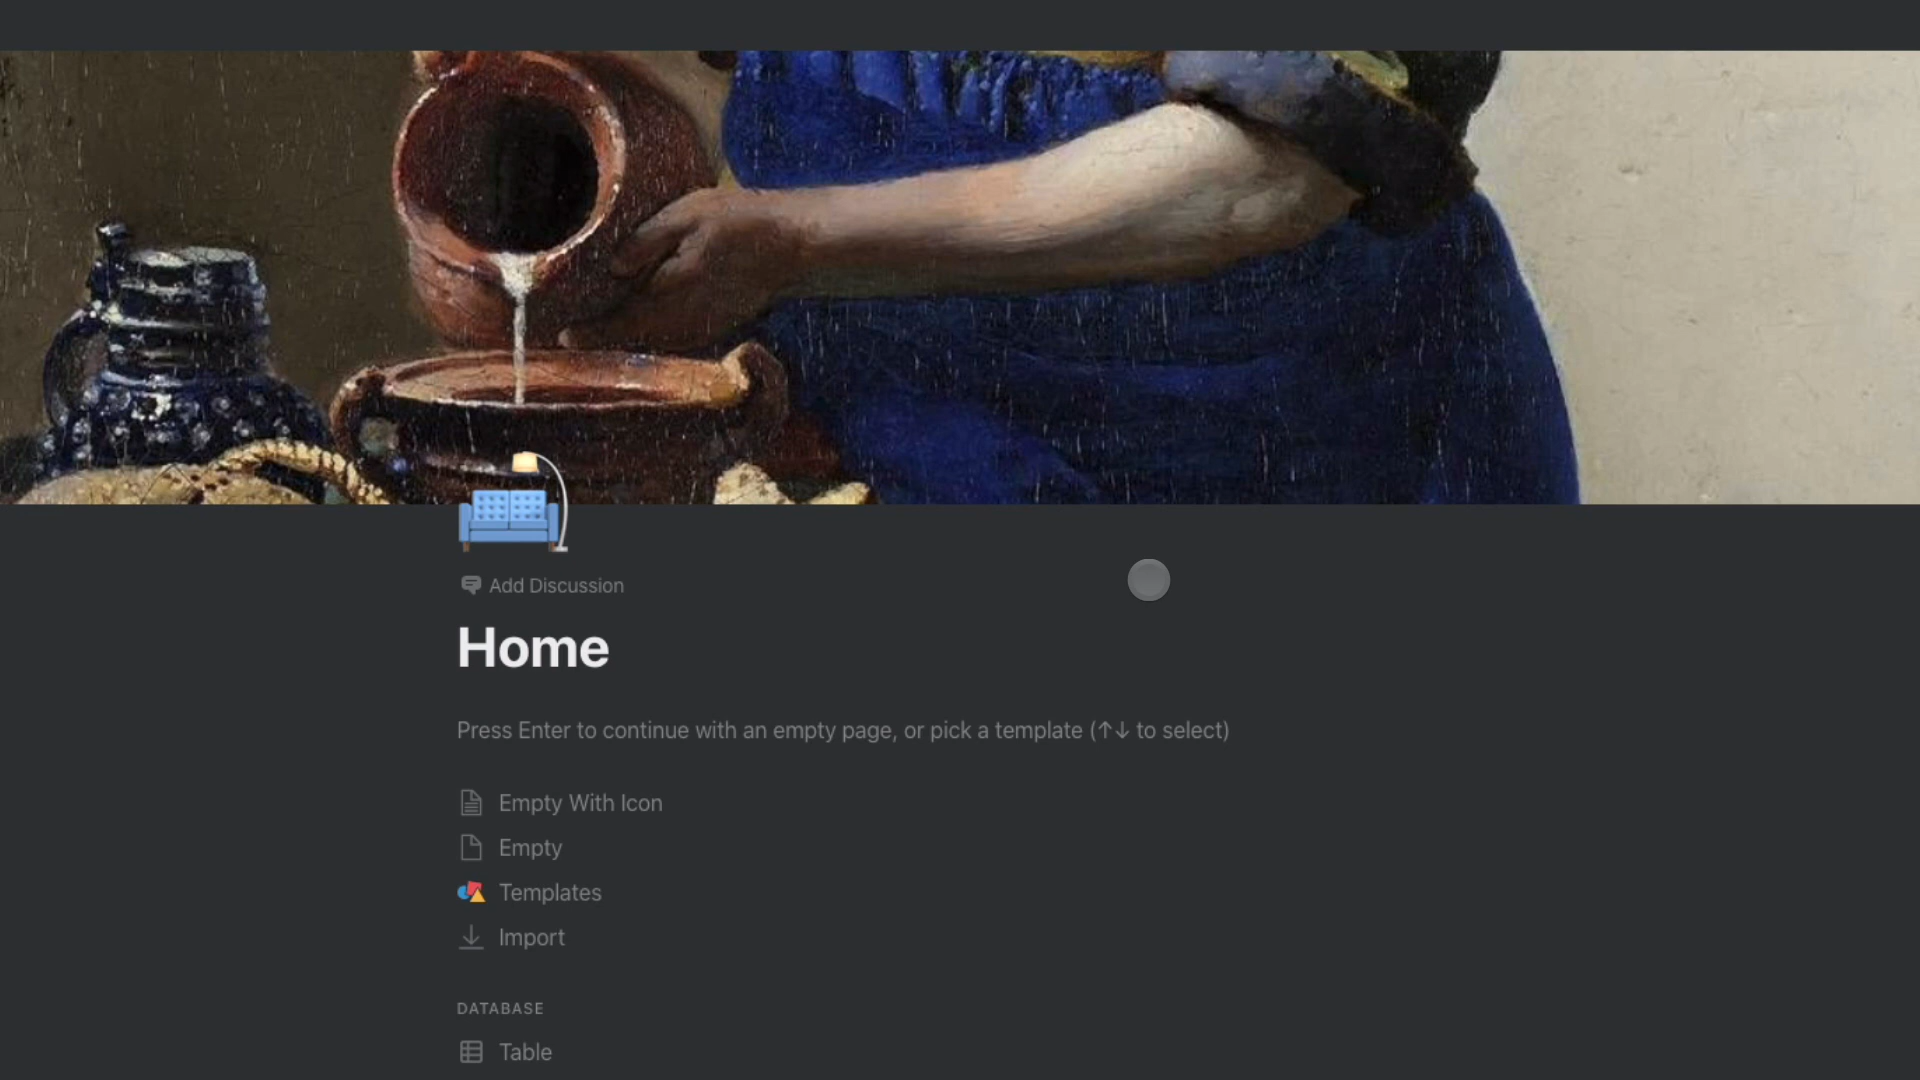 Add Discussion
Home
Press Enter to continue with an empty page, or pick a template (↑↓ to select)
Empty With Icon
Empty
Templates
Import
DATABASE
Table